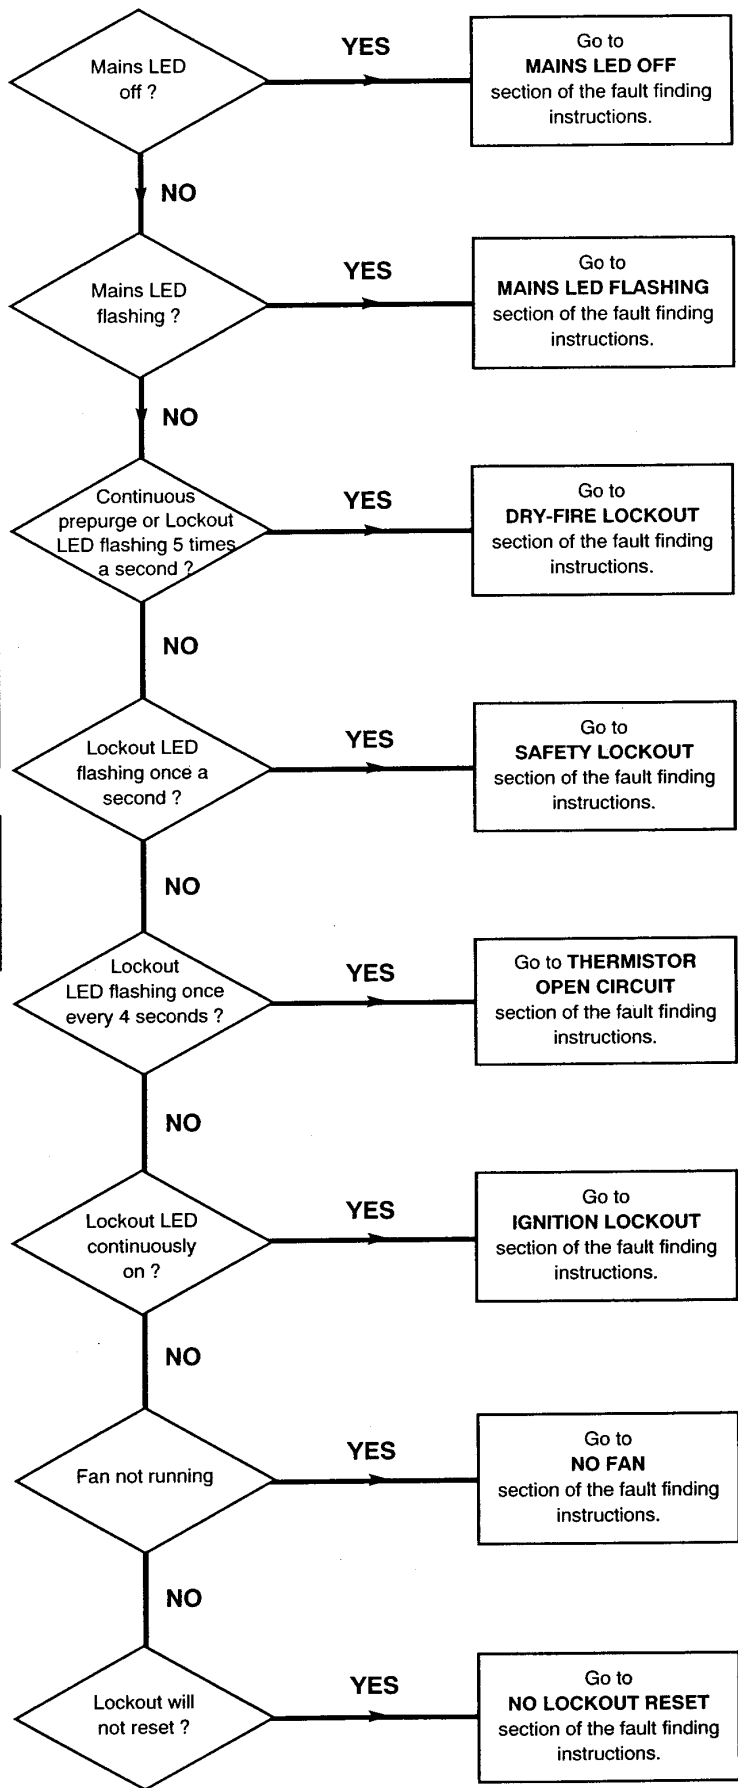 Mains LED
off ?
YES
Go to
MAINS LED OFF
section of the fault finding
instructions.
NO
Mains LED
flashing ?
YES
Go to
MAINS LED FLASHING
section of the fault finding
instructions.
NO
Continuous
prepurge or Lockout
LED flashing 5 times
a second ?
YES
Go to
DRY-FIRE LOCKOUT
section of the fault finding
instructions.
NO
Lockout LED
flashing once a
second ?
YES
Go to
SAFETY LOCKOUT
section of the fault finding
instructions.
NO
Lockout
LED flashing once
every 4 seconds ?
YES
Go to THERMISTOR
OPEN CIRCUIT
section of the fault finding
instructions.
NO
Lockout LED
continuously
on ?
YES
Go to
IGNITION LOCKOUT
section of the fault finding
instructions.
NO
Fan not running
YES
Go to
NO FAN
section of the fault finding
instructions.
NO
Lockout will
not reset ?
YES
Go to
NO LOCKOUT RESET
section of the fault finding
instructions.